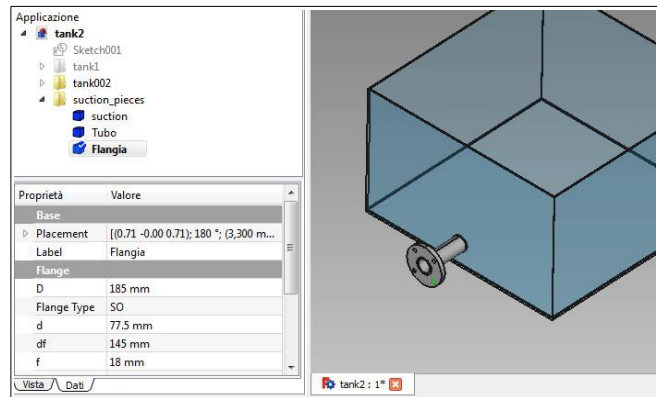 Applicazione
tank2
Sketch001
tank1
tank002
suction_pieces
suction
Tubo
Flangia
Proprietà Valore
Base
Placement [(0.71 -0.00 0.71); 180 °; (3,300 m...
Label Flangia
Flange
D 185 mm
Flange Type SO
d 77.5 mm
df 145 mm
f 18 mm
Vista Dati
tank2 : 1*